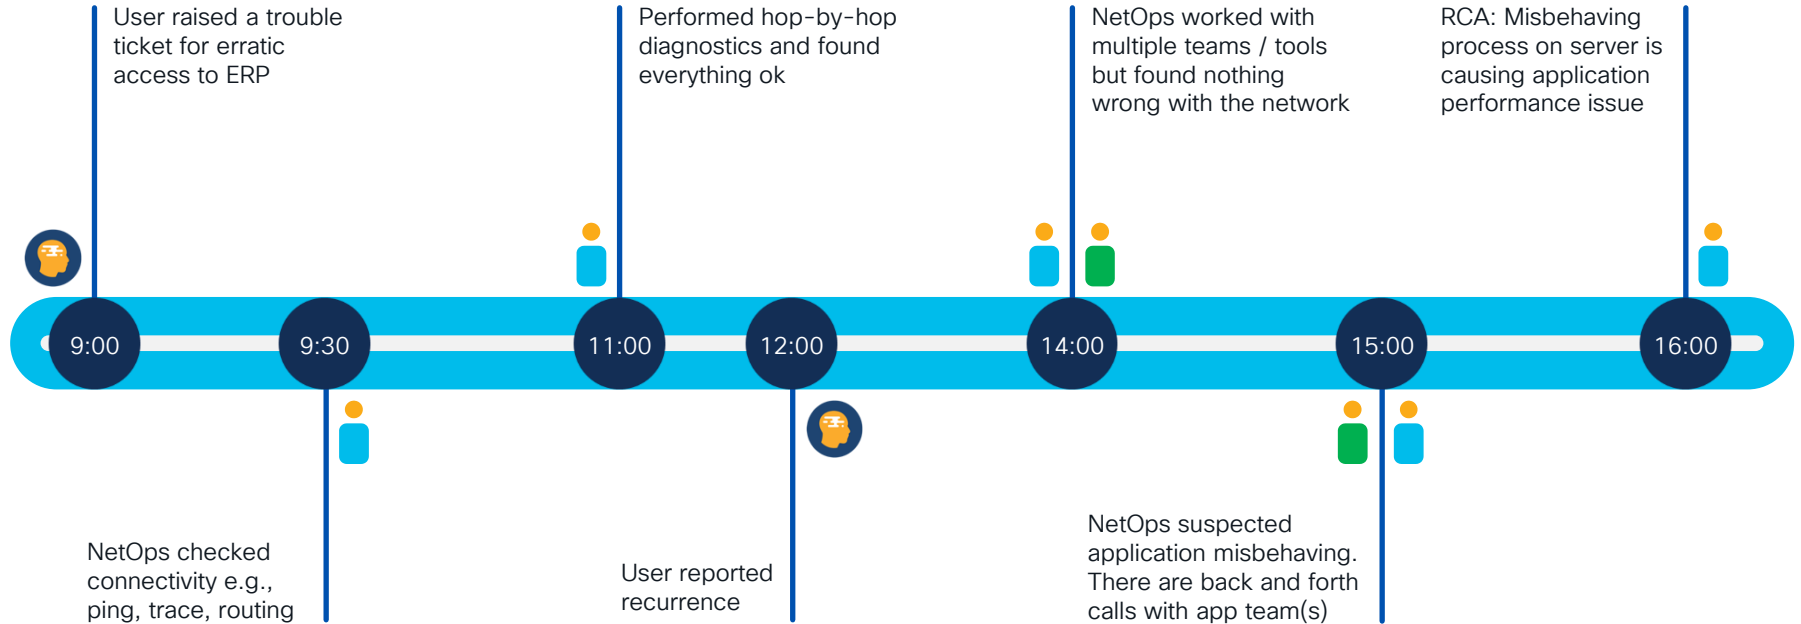 User raised a trouble
ticket for erratic
access to ERP
Performed hop-by-hop
diagnostics and found
everything ok
NetOps worked with
multiple teams / tools
but found nothing
wrong with the network
RCA: Misbehaving
process on server is
causing application
performance issue
9:00
9:30
11:00
12:00
14:00
15:00
16:00
NetOps checked
connectivity e.g.,
ping, trace, routing
User reported
recurrence
NetOps suspected
application misbehaving.
There are back and forth
calls with app team(s)